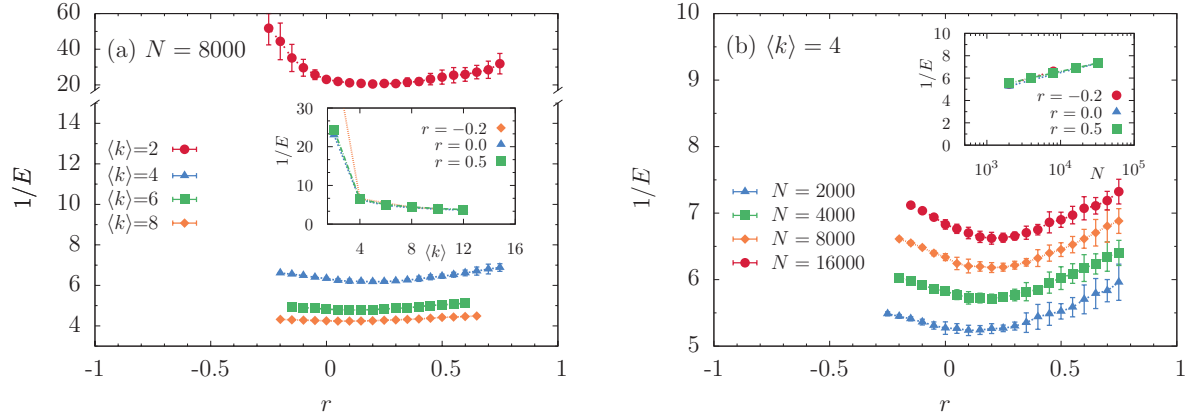 (a) N = 8000
1/E
60
40
20
14
12
10
8
6
4
⟨k⟩=2
⟨k⟩=4
⟨k⟩=6
⟨k⟩=8
1/E
30
20
10
0
r = −0.2
r = 0.0
r = 0.5
4
⟨k⟩
8
12
16
-1
-0.5
0
0.5
1
r
(b) ⟨k⟩ = 4
1/E
10
9
8
7
6
5
1/E
10
8
6
4
2
0
r = −0.2
r = 0.0
r = 0.5
10³
10⁴
N
10⁵
N = 2000
N = 4000
N = 8000
N = 16000
-1
-0.5
0
0.5
1
r